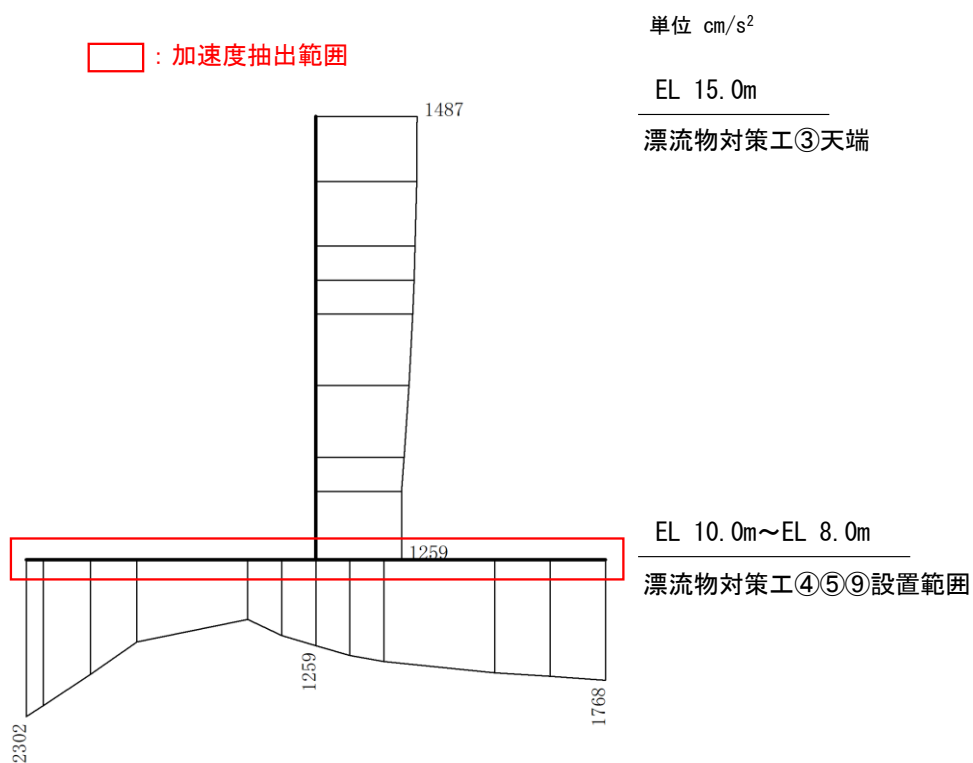 単位 cm/s²
：加速度抽出範囲
EL 15.0m
1487
漂流物対策工③天端
EL 10.0m～EL 8.0m
1259
漂流物対策工④⑤⑨設置範囲
1259
1768
2302